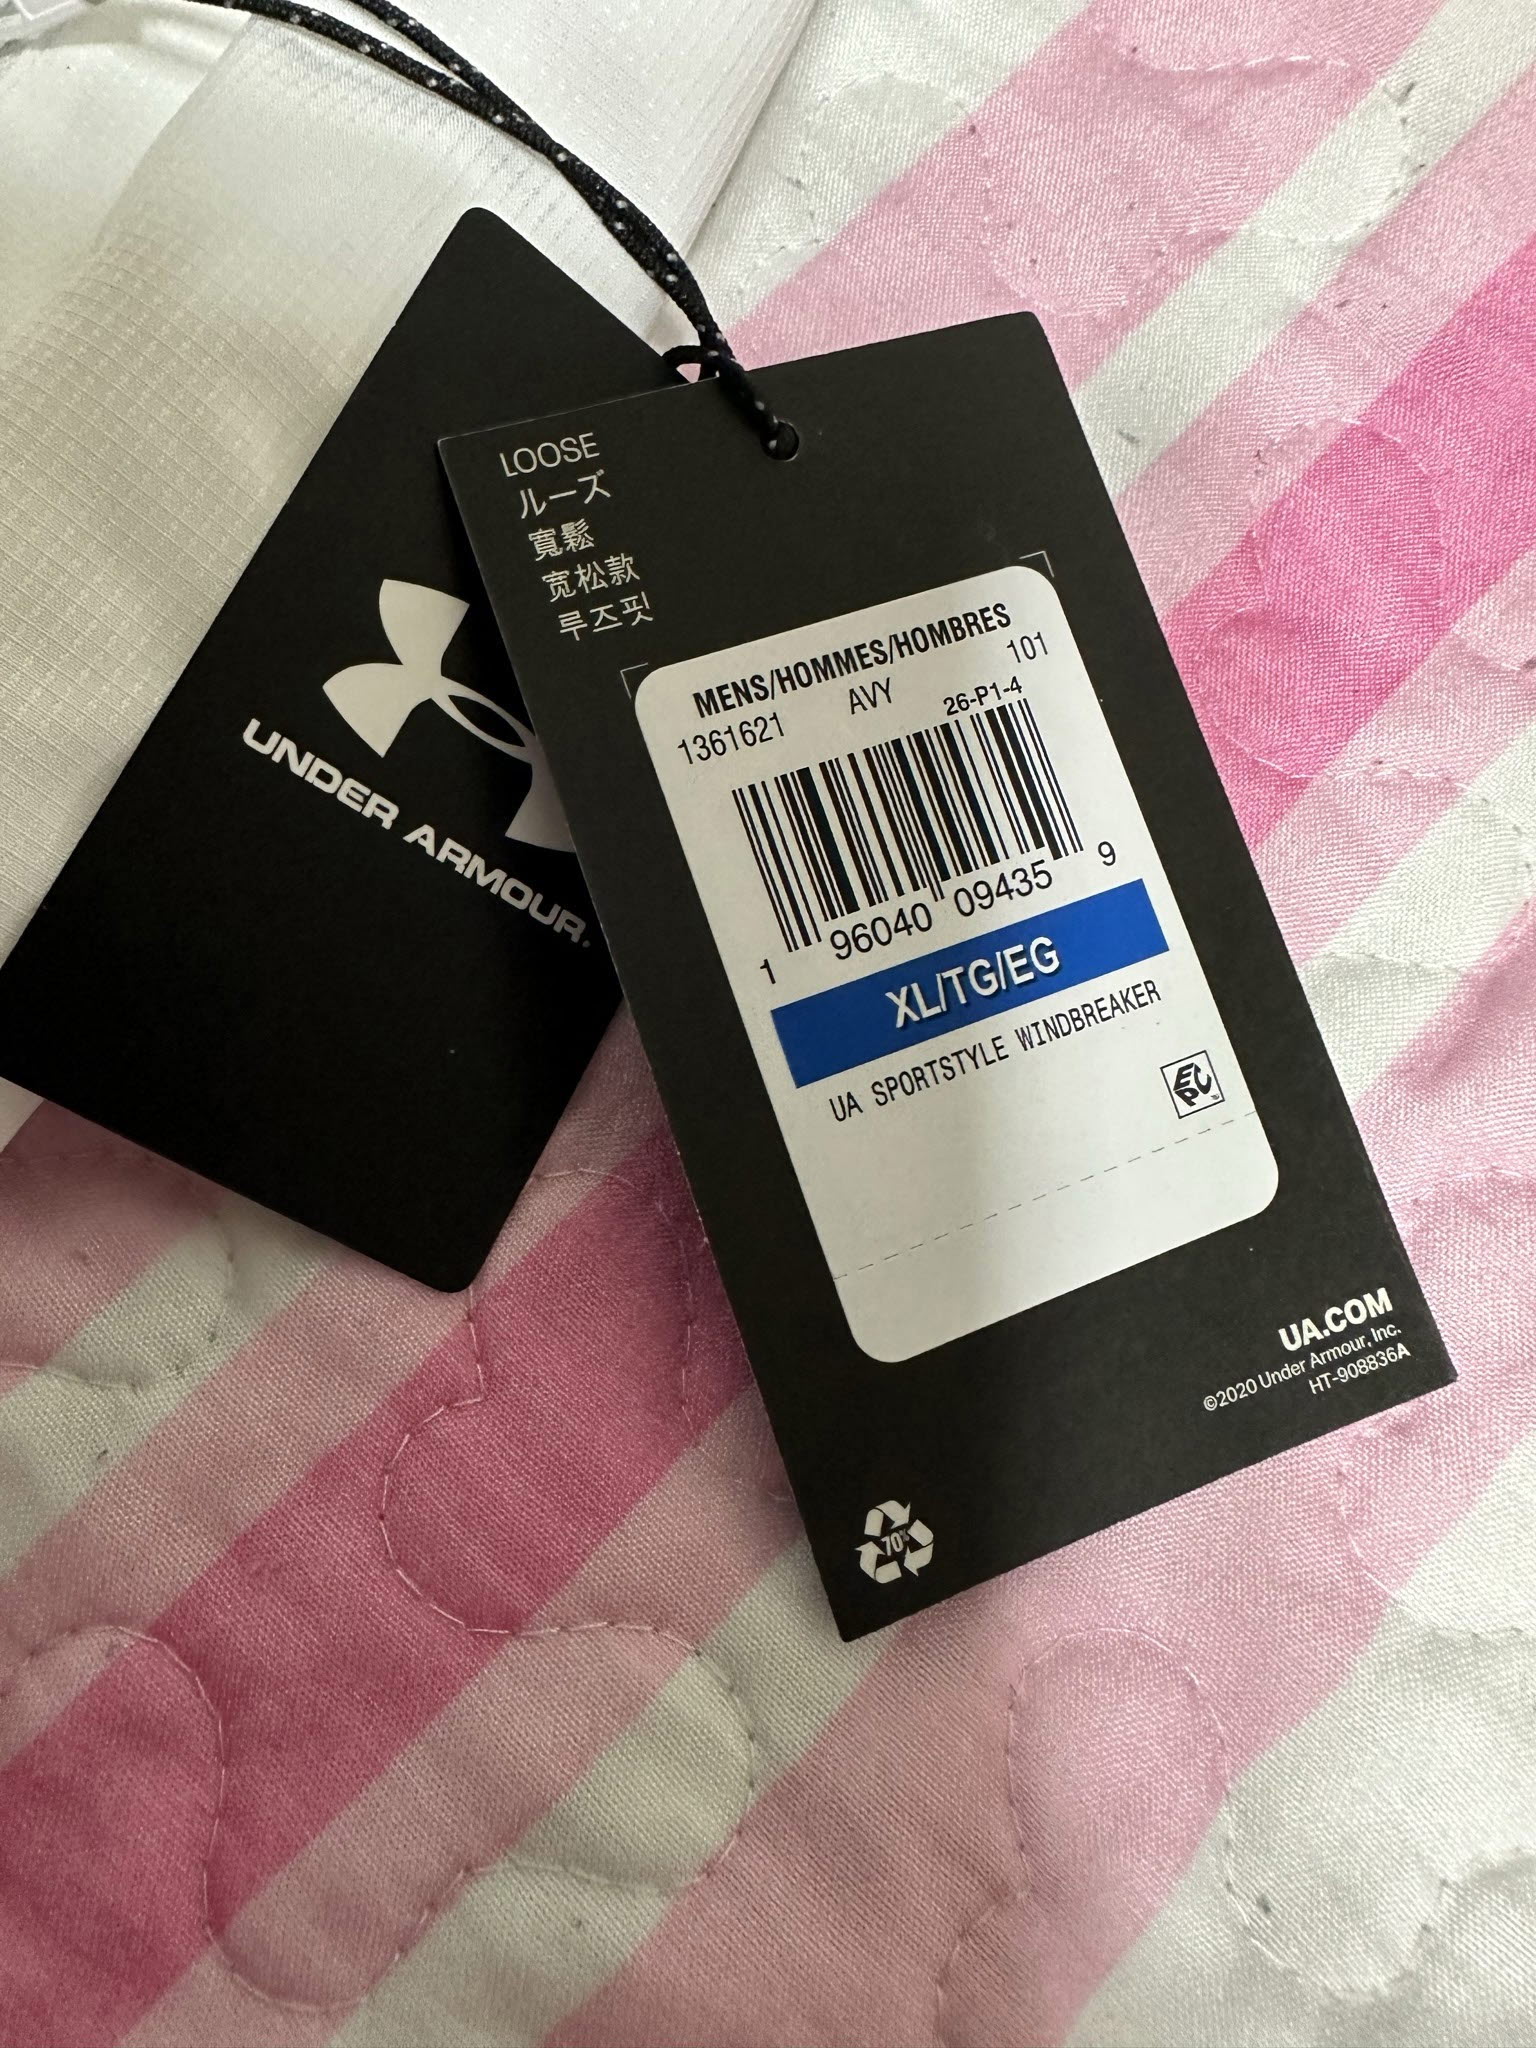 UNDER ARMOUR.
LOOSE
ルーズ
寬鬆
宽松款
루즈핏
MENS/HOMMES/HOMBRES
1361621 AVY 101
26-P1-4
1 96040 09435 9
XL/TG/EG
UA SPORTSTYLE WINDBREAKER
EPC
UA.COM
©2020 Under Armour, Inc.
HT-908836A
70%